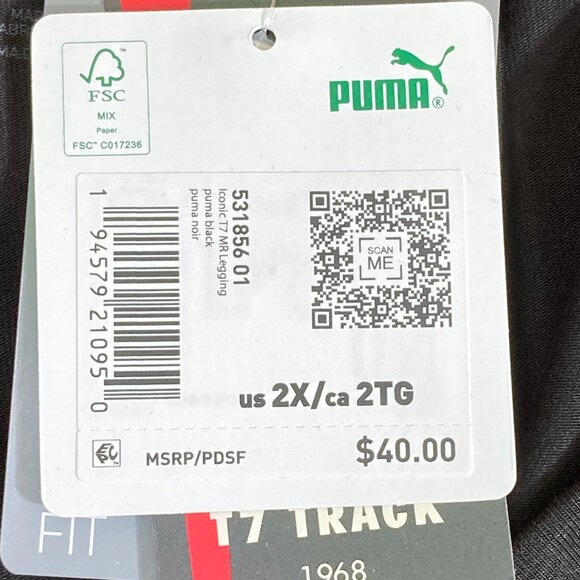 FSC
MIX
Paper
FSC™ C017236
PUMA®
531856 01
Iconic T7 MR Legging
puma black
puma noir
1 94579 21095 0
SCAN
ME
us 2X/ca 2TG
MSRP/PDSF
$40.00
FIT
T7 TRACK
1968